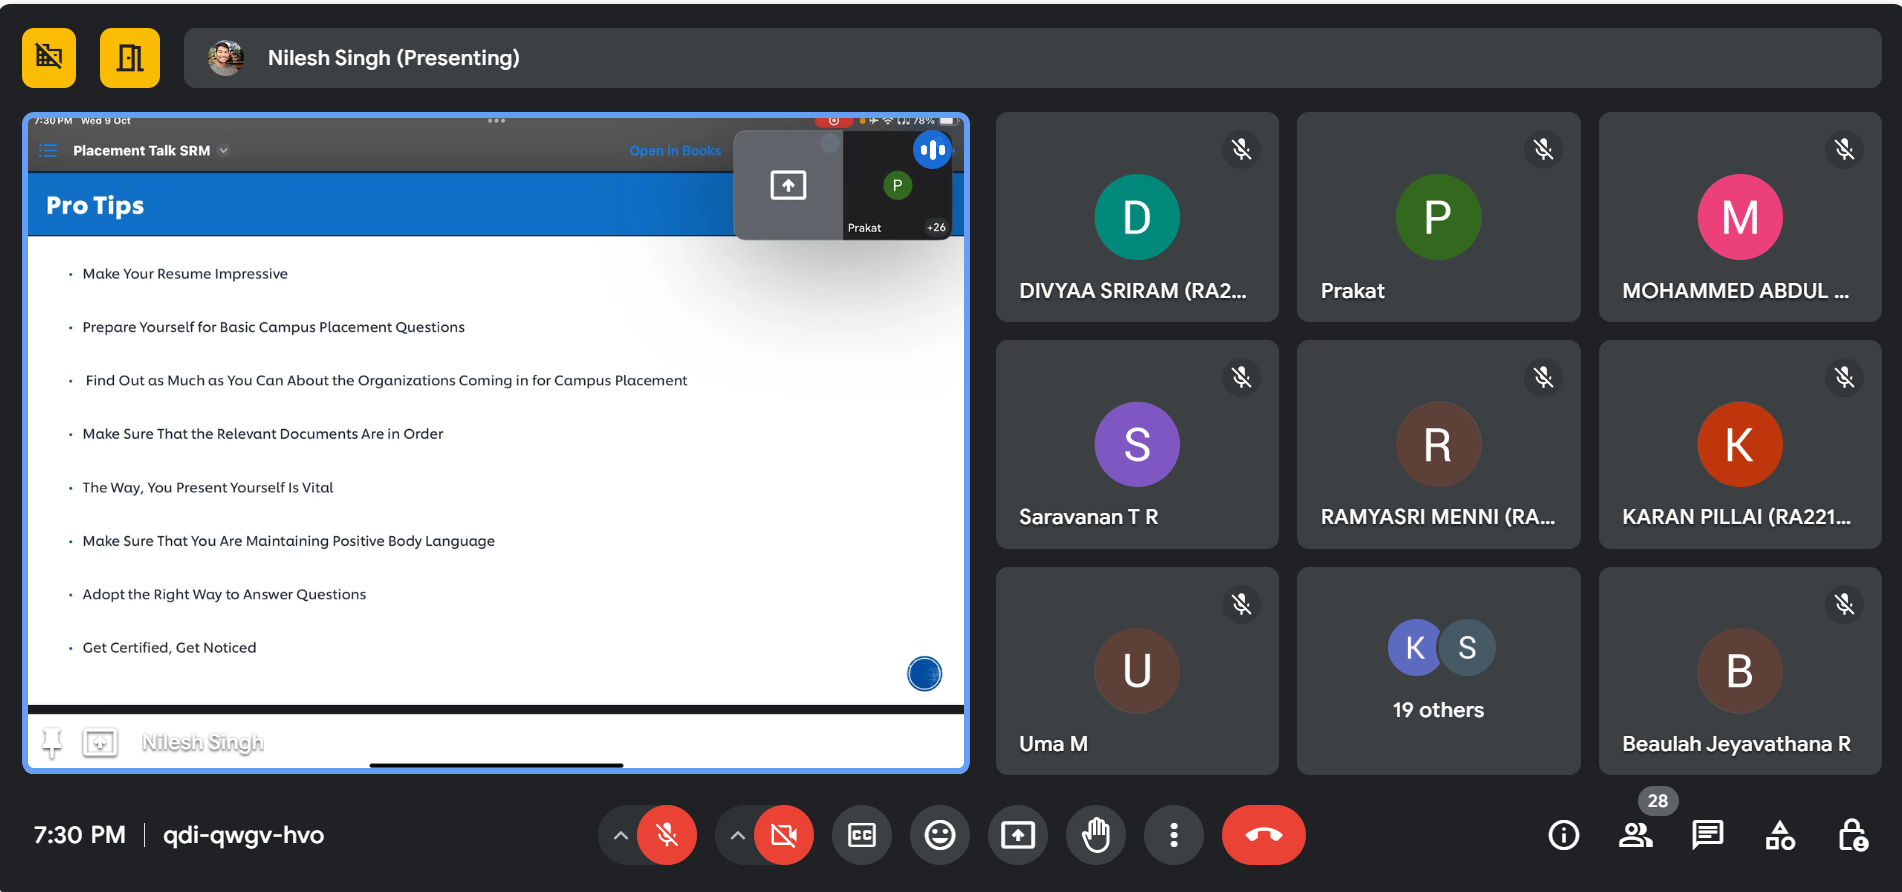 Nilesh Singh (Presenting)
7:30 PM Wed 9 Oct
78%
Placement Talk SRM
Open in Books
Pro Tips
P
Prakat
+26
• Make Your Resume Impressive
• Prepare Yourself for Basic Campus Placement Questions
• Find Out as Much as You Can About the Organizations Coming in for Campus Placement
• Make Sure That the Relevant Documents Are in Order
• The Way, You Present Yourself Is Vital
• Make Sure That You Are Maintaining Positive Body Language
• Adopt the Right Way to Answer Questions
• Get Certified, Get Noticed
Nilesh Singh
D
DIVYAA SRIRAM (RA2...
P
Prakat
M
MOHAMMED ABDUL ...
S
Saravanan T R
R
RAMYASRI MENNI (RA...
K
KARAN PILLAI (RA221...
U
Uma M
K S
19 others
B
Beaulah Jeyavathana R
7:30 PM | qdi-qwgv-hvo
CC
28